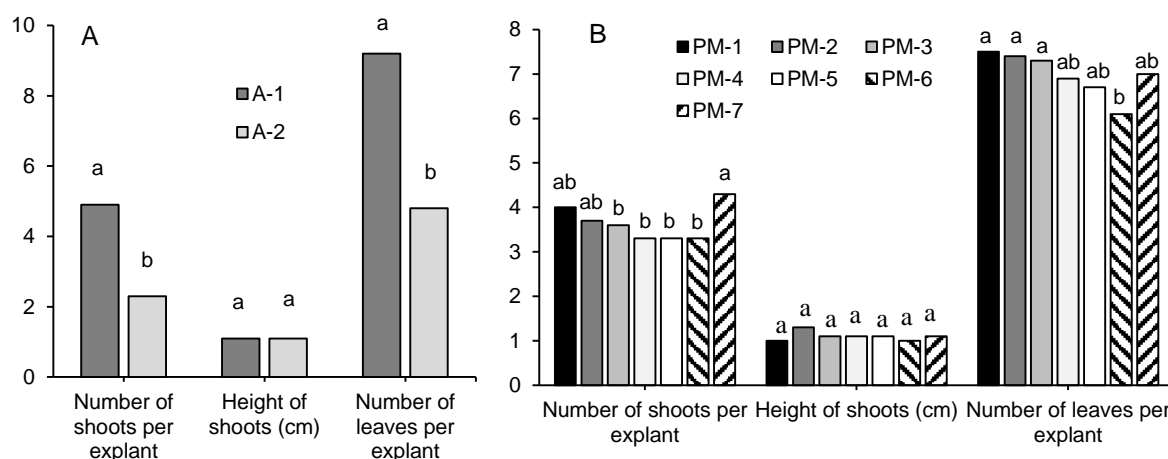 A
10
8
6
4
2
0
A-1
A-2
a
b
a
a
a
b
Number of
shoots per
explant
Height of
shoots (cm)
Number of
leaves per
explant
B
8
7
6
5
4
3
2
1
0
PM-1 PM-2 PM-3
PM-4 PM-5 PM-6
PM-7
ab ab b b b b a
a a a a a a a
a a a ab ab b ab
Number of shoots per
explant
Height of shoots (cm)
Number of leaves per
explant